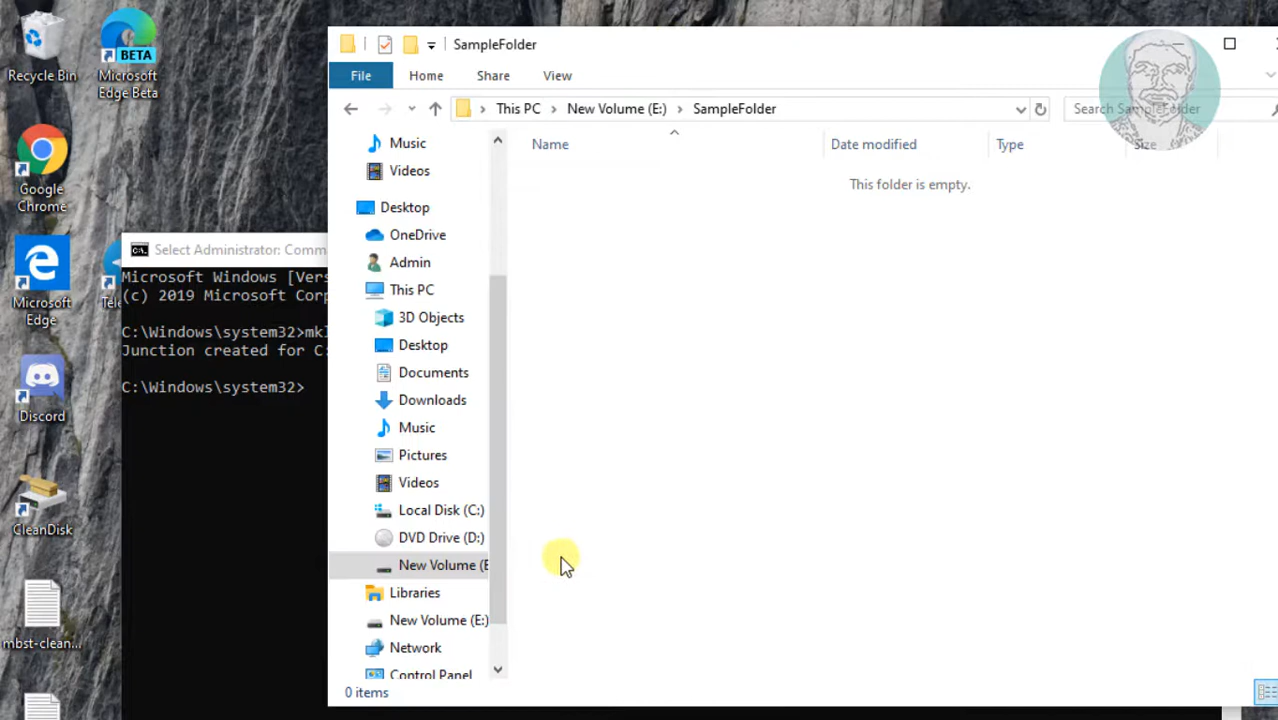 Recycle Bin
BETA
Microsoft
Edge Beta
Google
Chrome
Microsoft
Edge
Discord
CleanDisk
mbst-clean...
Select Administrator: Comm
Microsoft Windows [Vers
(c) 2019 Microsoft Corp
C:\Windows\system32>mkl
Junction created for C:
C:\Windows\system32>
SampleFolder
File Home Share View
This PC New Volume (E:) SampleFolder
Search SampleFolder
Name Date modified Type Size
This folder is empty.
Music
Videos
Desktop
OneDrive
Admin
This PC
3D Objects
Desktop
Documents
Downloads
Music
Pictures
Videos
Local Disk (C:)
DVD Drive (D:)
New Volume (E
Libraries
New Volume (E:)
Network
Control Panel
0 items